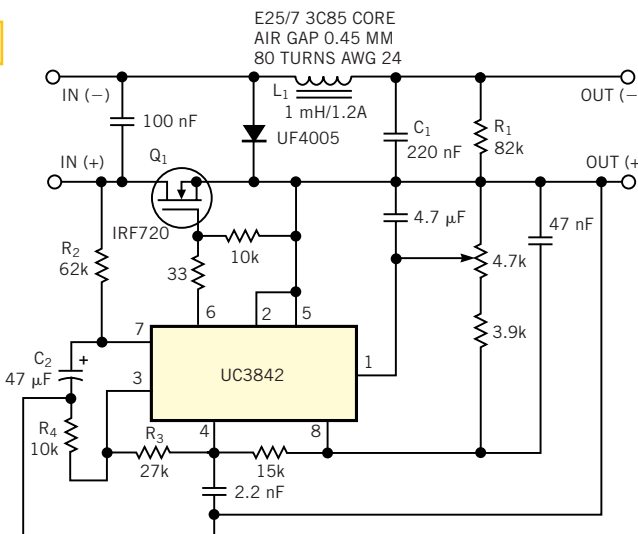 E25/7 3C85 CORE
AIR GAP 0.45 MM
80 TURNS AWG 24
IN (−)
L1
1 mH/1.2A
OUT (−
100 nF
UF4005
C1
220 nF
R1
82k
Q1
IN (+)
OUT (+
IRF720
10k
4.7 µF
47 nF
R2
62k
33
4.7k
6
2
5
3.9k
7
C2
+
47 µF
3
UC3842
1
R4
10k
R3
27k
4
8
15k
2.2 nF